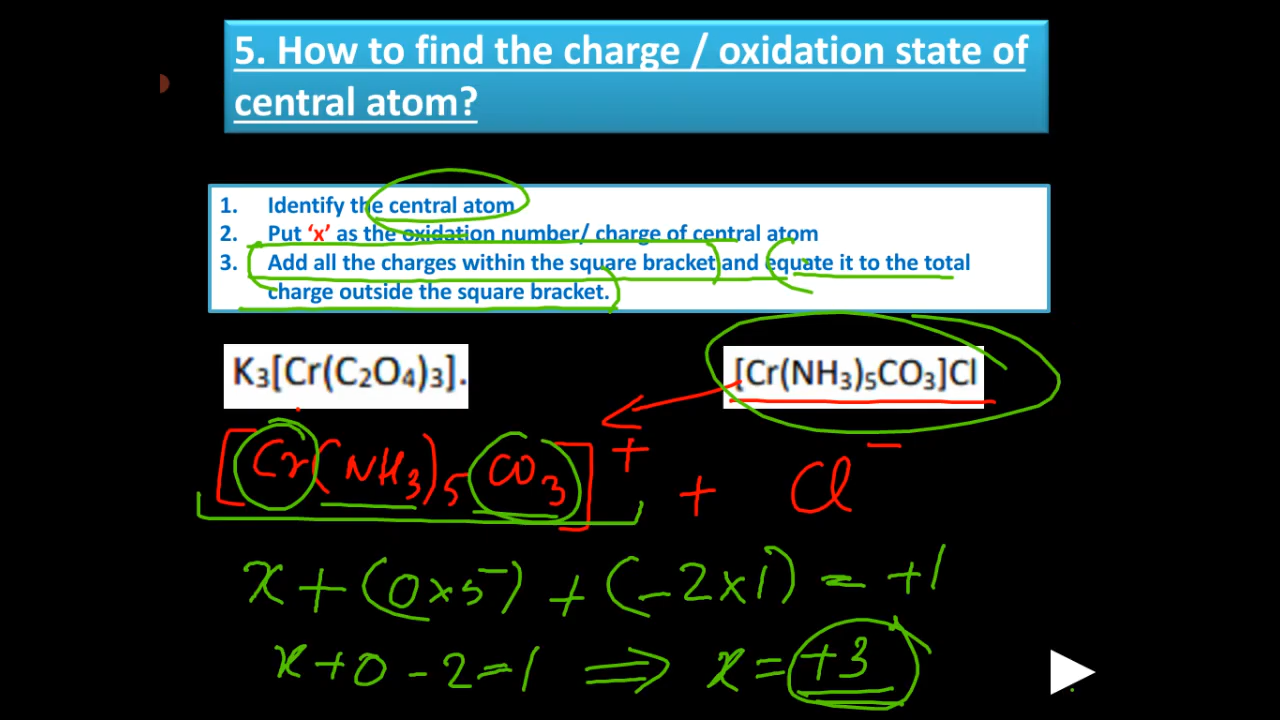 5. How to find the charge / oxidation state of
central atom?
1. Identify the central atom
2. Put ‘x’ as the oxidation number/ charge of central atom
3. Add all the charges within the square bracket and equate it to the total
charge outside the square bracket.
K₃[Cr(C₂O₄)₃]. [Cr(NH₃)₅CO₃]Cl
[Cr(NH₃)₅CO₃]⁺ + Cl⁻
x + (0×5) + (-2×1) = +1
x+0-2=1 ⟹ x=+3